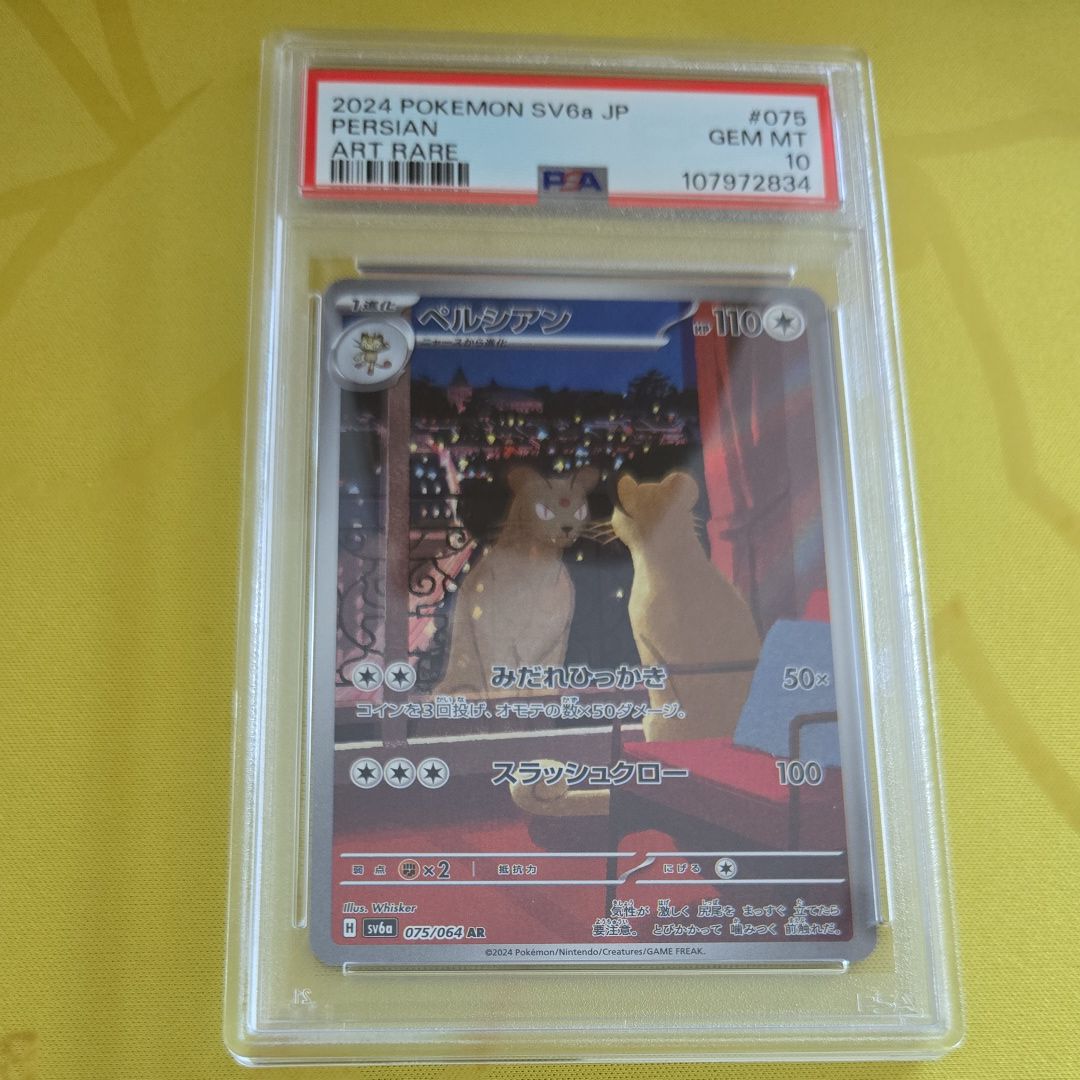 2024 POKEMON SV6a JP #075
PERSIAN GEM MT
ART RARE 10
PSA 107972834
1進化 ペルシアン HP 110
ニャースから進化
みだれひっかき 50×
コインを3回投げ、オモテの数×50ダメージ。
スラッシュクロー 100
弱点 ×2 抵抗力 にげる
Illus. Whisker
気性が 激しく 尻尾を まっすぐ 立てたら
要注意。 とびかかって 噛みつく 前触れだ。
H SV6a 075/064 AR
©2024 Pokémon/Nintendo/Creatures/GAME FREAK.